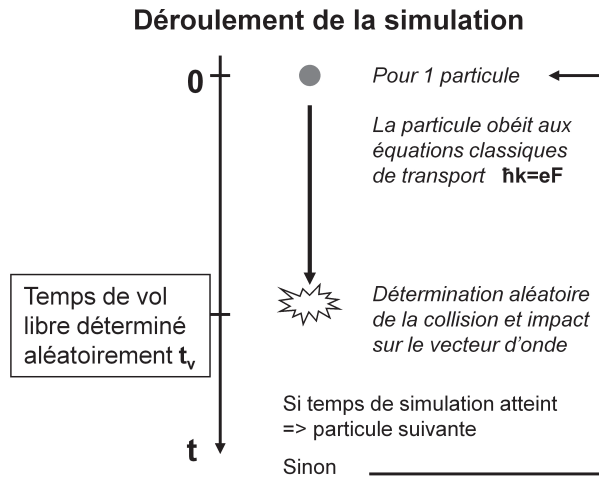 Déroulement de la simulation
0
Pour 1 particule
La particule obéit aux
équations classiques
de transport ħk=eF
Temps de vol
libre déterminé
aléatoirement tv
Détermination aléatoire
de la collision et impact
sur le vecteur d'onde
Si temps de simulation atteint
=> particule suivante
t
Sinon